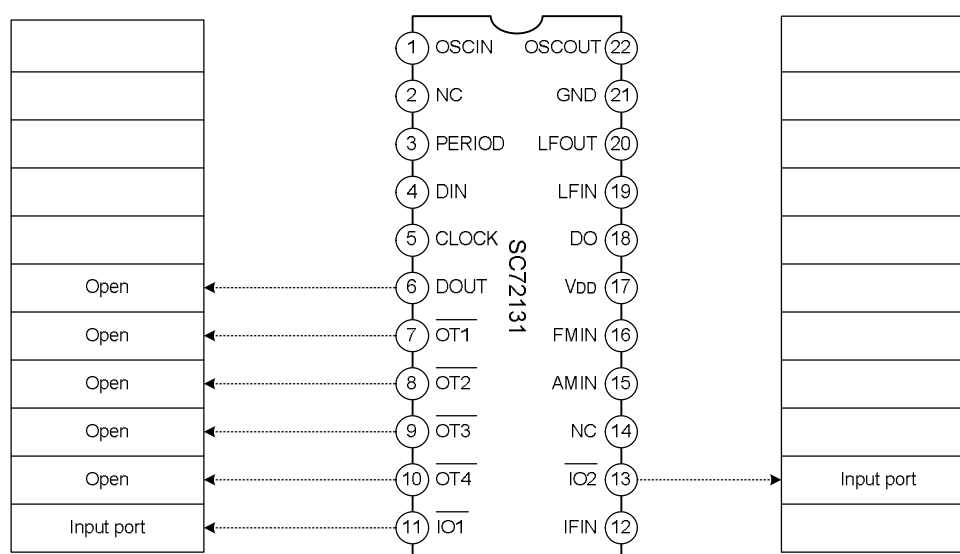 1 OSCIN OSCOUT 22
2 NC GND 21
3 PERIOD LFOUT 20
4 DIN LFIN 19
5 CLOCK DO 18
Open 6 DOUT VDD 17
Open 7 OT1 FMIN 16
Open 8 OT2 AMIN 15
Open 9 OT3 NC 14
Open 10 OT4 IO2 13 Input port
Input port 11 IO1 IFIN 12
SC72131